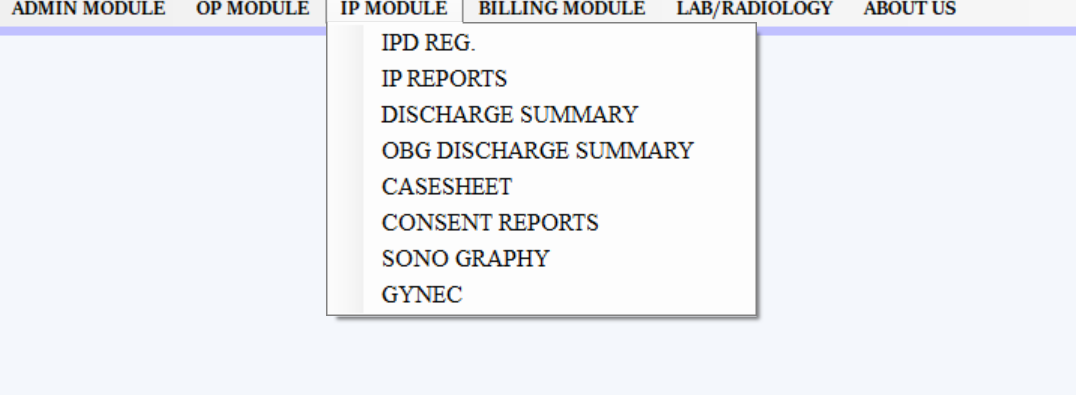 ADMIN MODULE OP MODULE IP MODULE BILLING MODULE LAB/RADIOLOGY ABOUT US
IPD REG.
IP REPORTS
DISCHARGE SUMMARY
OBG DISCHARGE SUMMARY
CASESHEET
CONSENT REPORTS
SONO GRAPHY
GYNEC